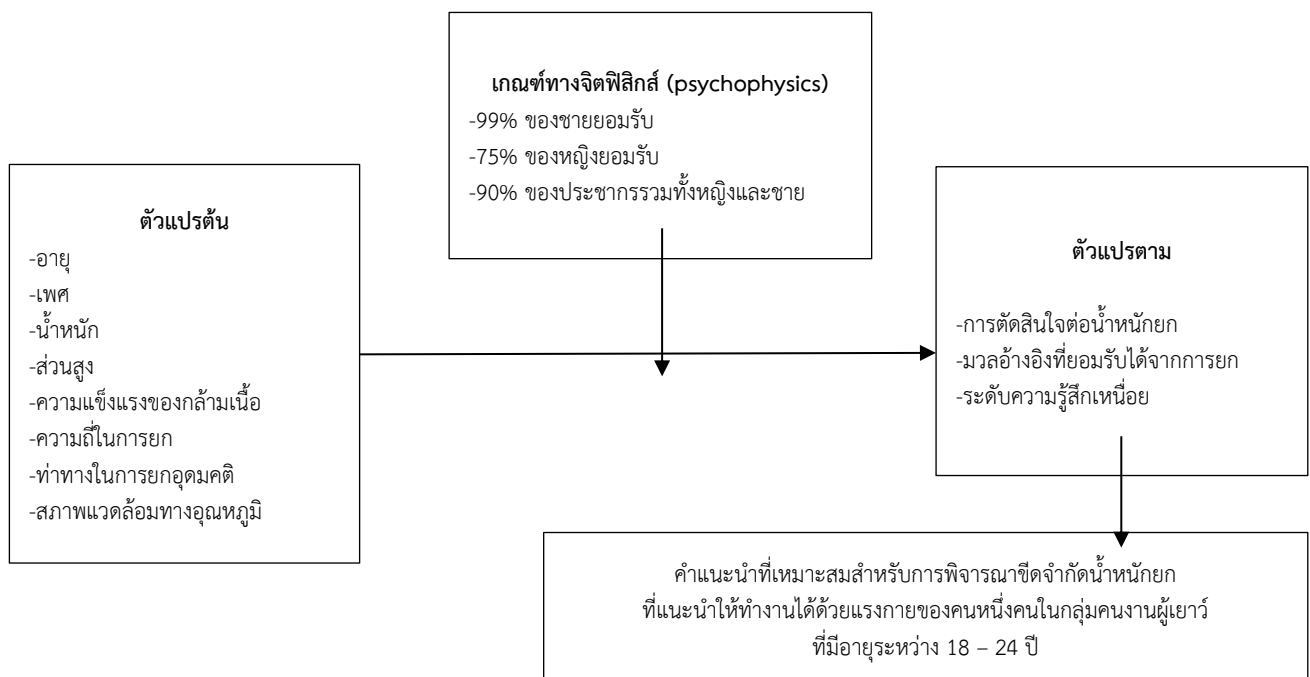 เกณฑ์ทางจิตฟิสิกส์ (psychophysics)
-99% ของชายยอมรับ
-75% ของหญิงยอมรับ
-90% ของประชากรรวมทั้งหญิงและชาย
ตัวแปรต้น
-อายุ
-เพศ
-น้ำหนัก
-ส่วนสูง
-ความแข็งแรงของกล้ามเนื้อ
-ความถี่ในการยก
-ท่าทางในการยกอุดมคติ
-สภาพแวดล้อมทางอุณหภูมิ
ตัวแปรตาม
-การตัดสินใจต่อน้ำหนักยก
-มวลอ้างอิงที่ยอมรับได้จากการยก
-ระดับความรู้สึกเหนื่อย
คำแนะนำที่เหมาะสมสำหรับการพิจารณาขีดจำกัดน้ำหนักยก
ที่แนะนำให้ทำงานได้ด้วยแรงกายของคนหนึ่งคนในกลุ่มคนงานผู้เยาว์
ที่มีอายุระหว่าง 18 – 24 ปี